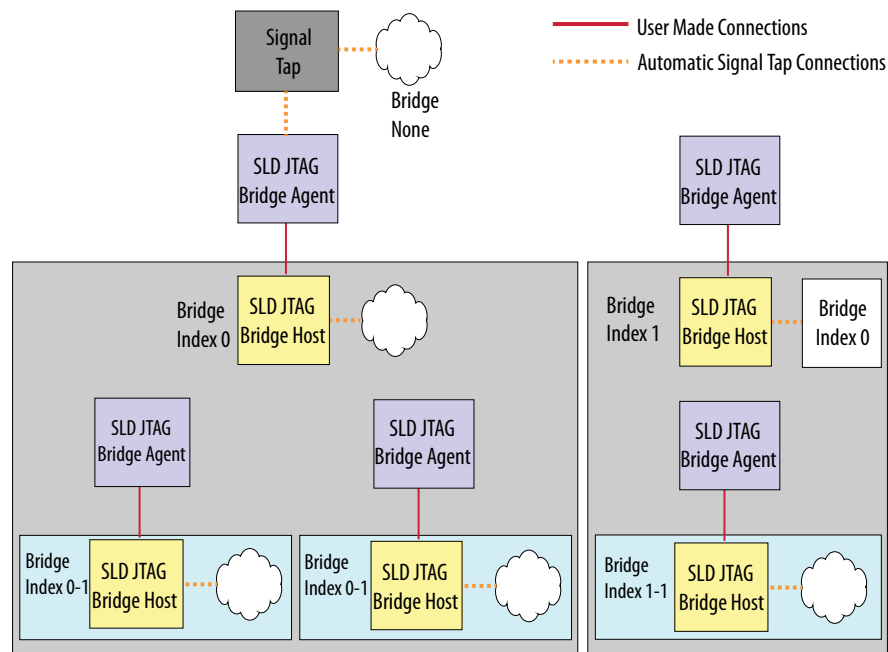 Signal
Tap
Bridge
None
User Made Connections
Automatic Signal Tap Connections
SLD JTAG
Bridge Agent
SLD JTAG
Bridge Agent
Bridge
Index 0
SLD JTAG
Bridge Host
Bridge
Index 1
SLD JTAG
Bridge Host
Bridge
Index 0
SLD JTAG
Bridge Agent
SLD JTAG
Bridge Agent
SLD JTAG
Bridge Agent
Bridge
Index 0-1
SLD JTAG
Bridge Host
Bridge
Index 0-1
SLD JTAG
Bridge Host
Bridge
Index 1-1
SLD JTAG
Bridge Host